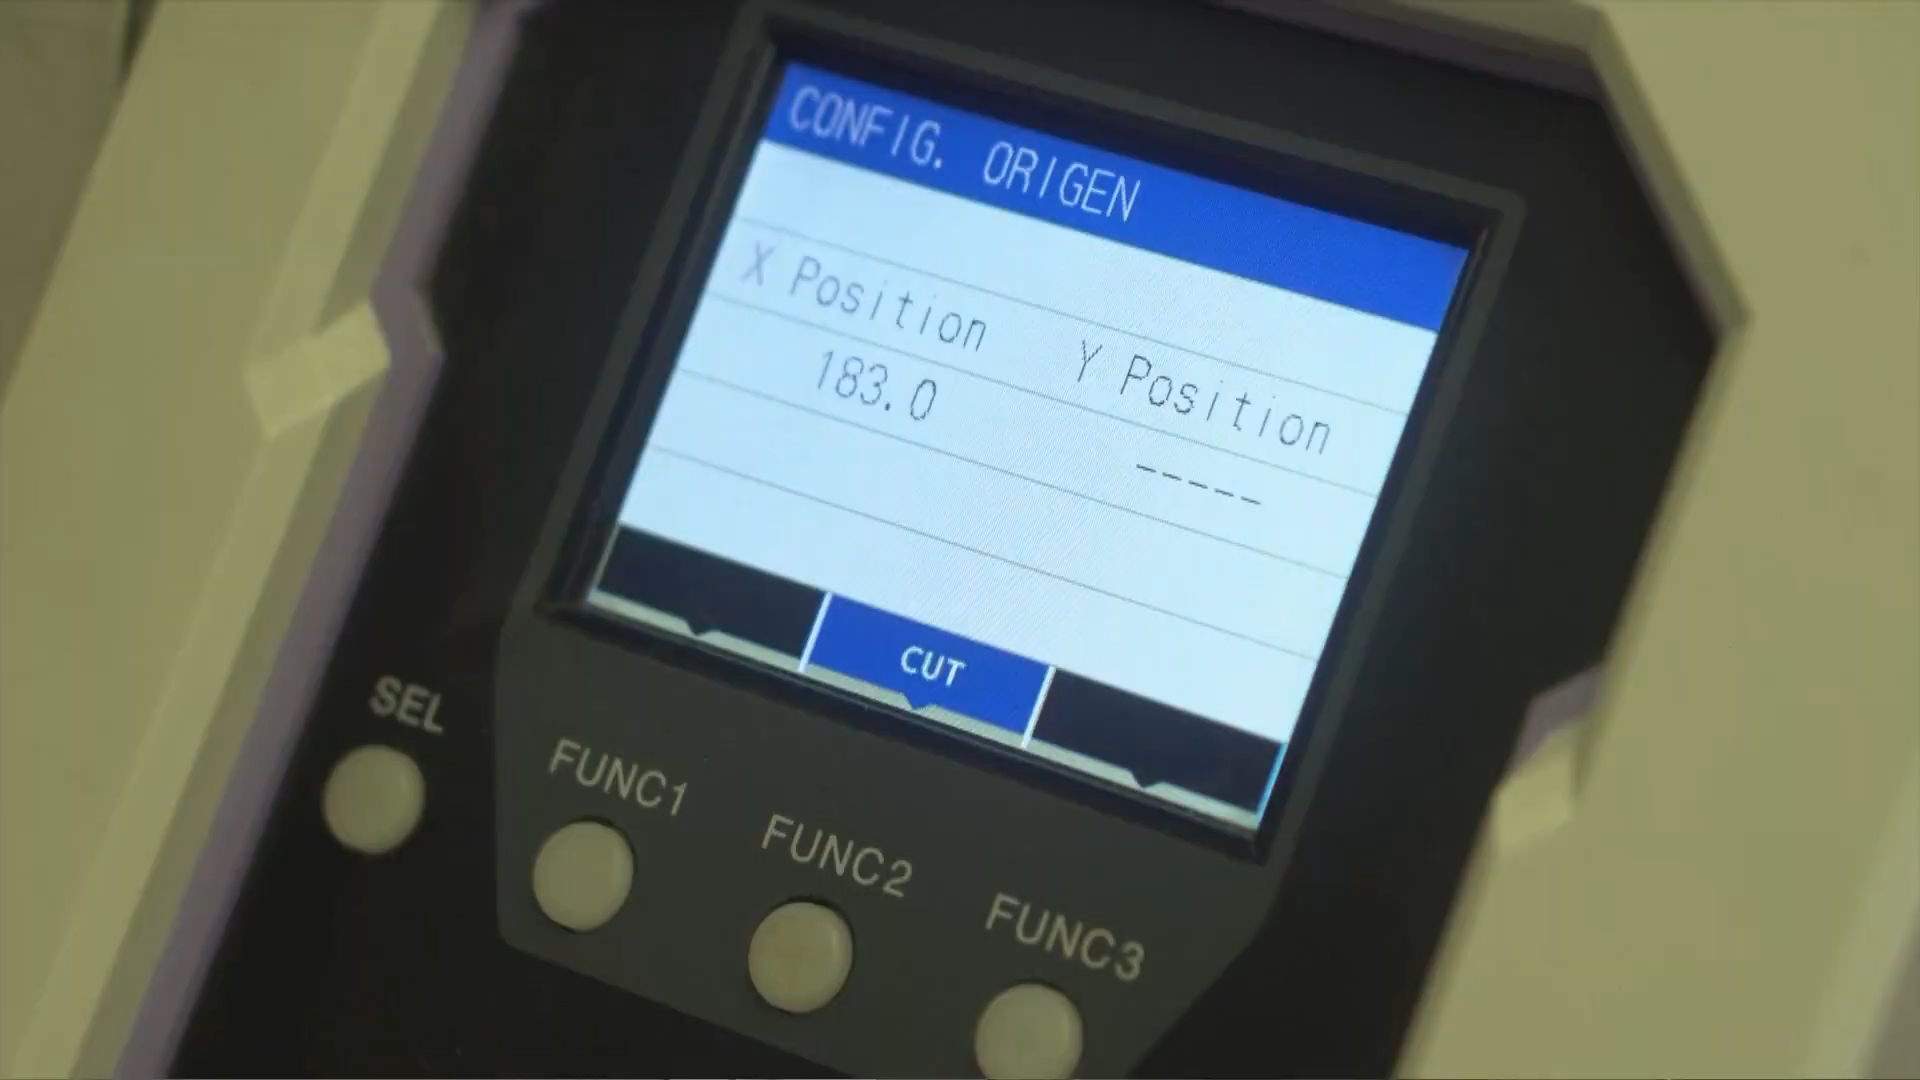 CONFIG. ORIGEN
X Position Y Position
183.0 -----
CUT
SEL
FUNC1
FUNC2
FUNC3